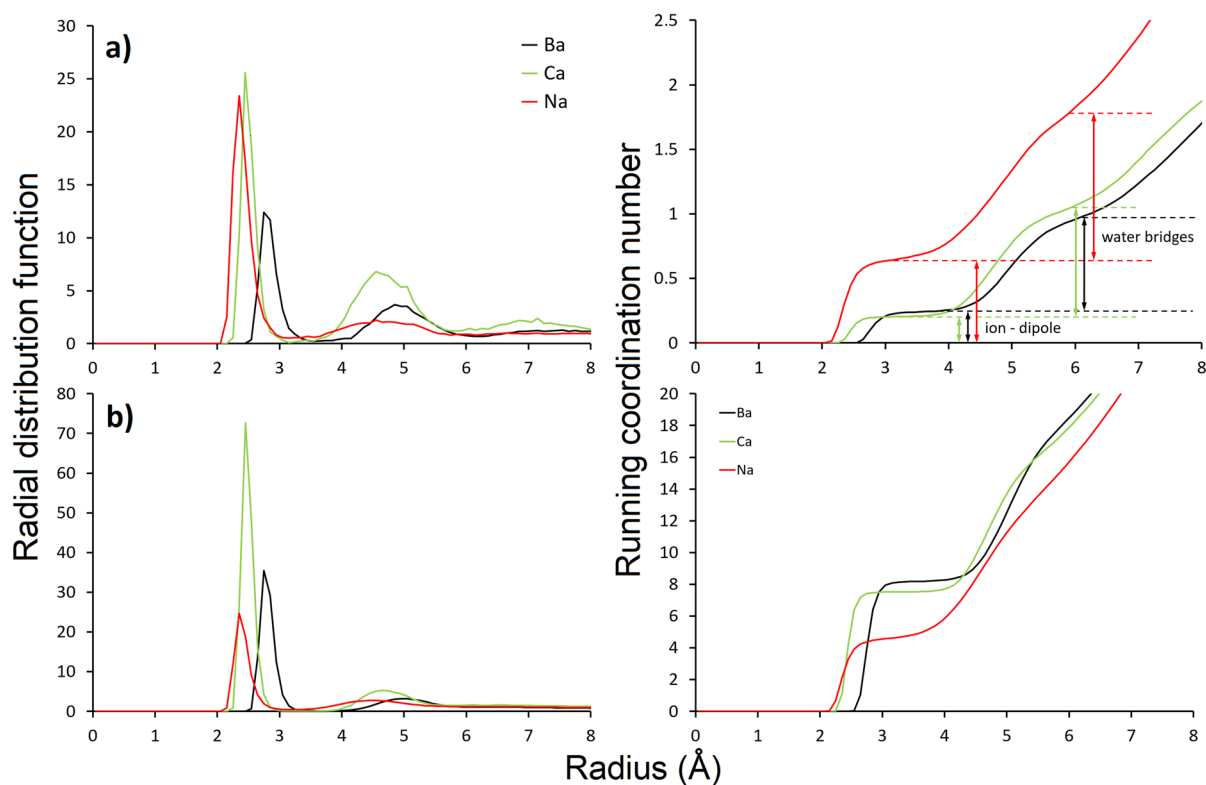 a)
Radial distribution function
30
25
20
15
10
5
0
0 1 2 3 4 5 6 7 8
Ba
Ca
Na
Running coordination number
2.5
2
1.5
1
0.5
0
0 1 2 3 4 5 6 7 8
water bridges
ion - dipole
b)
80
70
60
50
40
30
20
10
0
0 1 2 3 4 5 6 7 8
20
18
16
14
12
10
8
6
4
2
0
0 1 2 3 4 5 6 7 8
Ba
Ca
Na
Radius (Å)